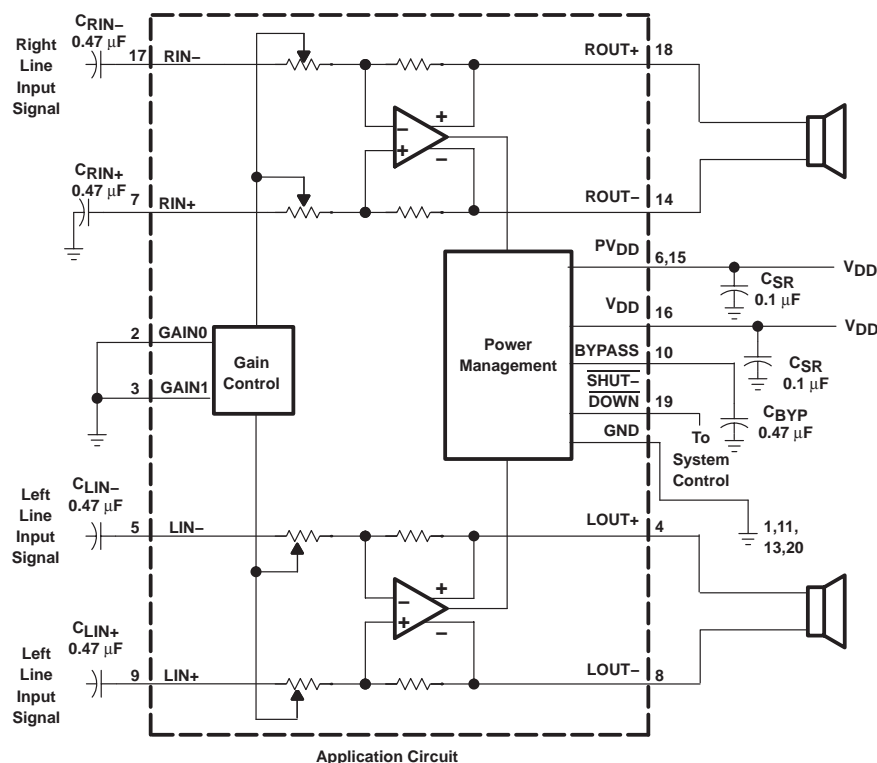 CRIN−
0.47 µF
Right
Line
Input
Signal
17
RIN−
ROUT+
18
CRIN+
0.47 µF
7
RIN+
ROUT−
14
PVDD
6,15
VDD
CSR
0.1 µF
VDD
16
VDD
CSR
0.1 µF
2
GAIN0
Gain
Control
3
GAIN1
Power
Management
BYPASS
10
SHUT−
DOWN
19
CBYP
0.47 µF
GND
To
System
Control
1,11,
13,20
CLIN−
0.47 µF
Left
Line
Input
Signal
5
LIN−
LOUT+
4
CLIN+
0.47 µF
Left
Line
Input
Signal
9
LIN+
LOUT−
8
− + + −
− + + −
Application Circuit